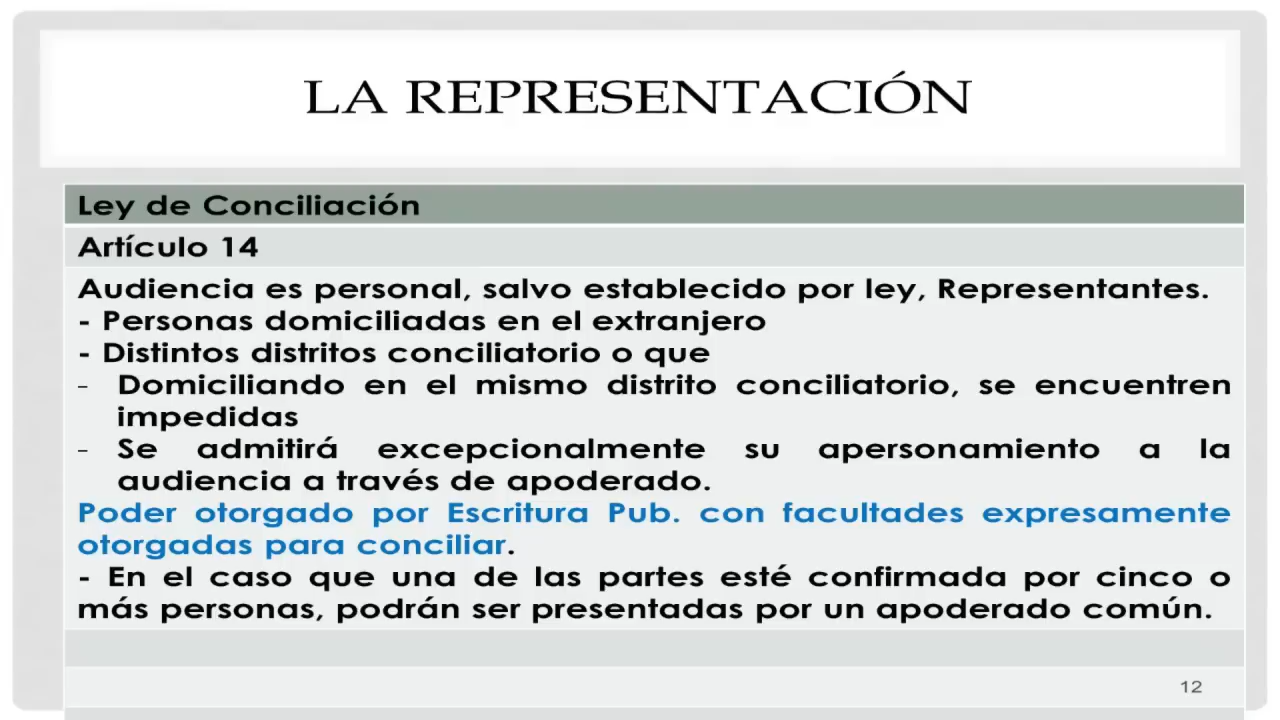 LA REPRESENTACIÓN
Ley de Conciliación
Artículo 14
Audiencia es personal, salvo establecido por ley, Representantes.
- Personas domiciliadas en el extranjero
- Distintos distritos conciliatorio o que
- Domiciliando en el mismo distrito conciliatorio, se encuentren
impedidas
- Se admitirá excepcionalmente su apersonamiento a la
audiencia a través de apoderado.
Poder otorgado por Escritura Pub. con facultades expresamente
otorgadas para conciliar.
- En el caso que una de las partes esté confirmada por cinco o
más personas, podrán ser presentadas por un apoderado común.
12